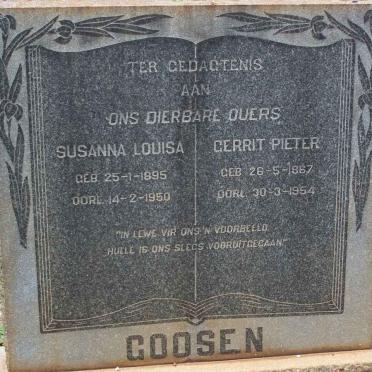 TER GEDAGTENIS
AAN
ONS DIERBARE OUERS
SUSANNA LOUISA GERRIT PIETER
GEB. 25-1-1895 GEB. 26-5-1887
OORL. 14-2-1950 OORL. 30-3-1954
"IN LEWE VIR ONS 'N VOORBEELD
HULLE IS ONS SLEGS VOORUITGEGAAN"
GOOSEN